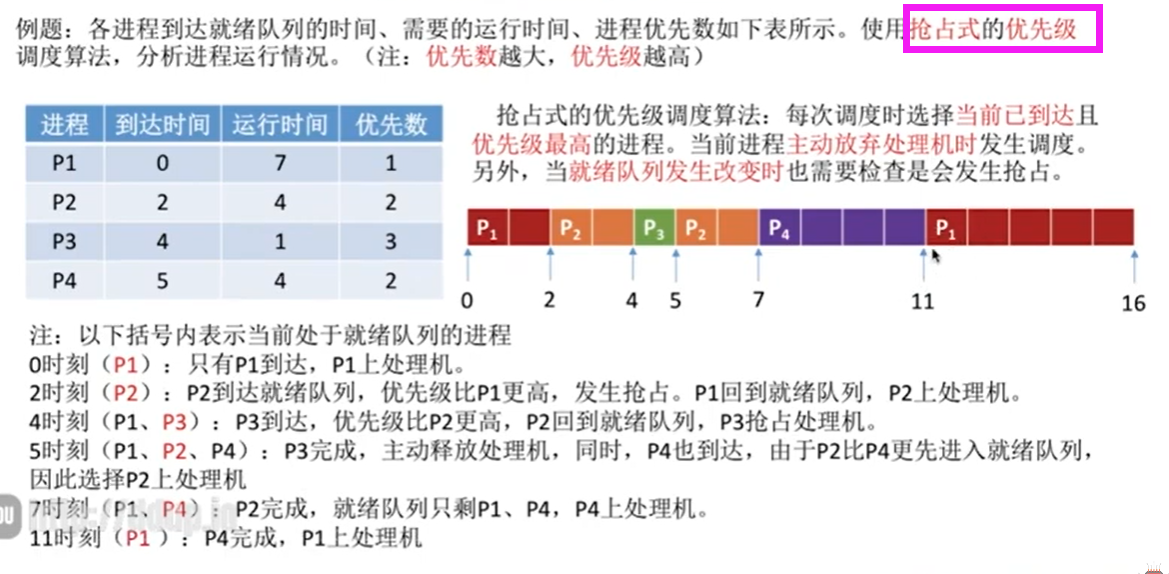 例题：各进程到达就绪队列的时间、需要的运行时间、进程优先数如下表所示。使用抢占式的优先级
调度算法，分析进程运行情况。（注：优先数越大，优先级越高）
进程 到达时间 运行时间 优先数
P1 0 7 1
P2 2 4 2
P3 4 1 3
P4 5 4 2
抢占式的优先级调度算法：每次调度时选择当前已到达且
优先级最高的进程。当前进程主动放弃处理机时发生调度。
另外，当就绪队列发生改变时也需要检查是会发生抢占。
P1 P2 P3 P2 P4 P1
0 2 4 5 7 11 16
注：以下括号内表示当前处于就绪队列的进程
0时刻（P1）：只有P1到达，P1上处理机。
2时刻（P2）：P2到达就绪队列，优先级比P1更高，发生抢占。P1回到就绪队列，P2上处理机。
4时刻（P1、P3）：P3到达，优先级比P2更高，P2回到就绪队列，P3抢占处理机。
5时刻（P1、P2、P4）：P3完成，主动释放处理机，同时，P4也到达，由于P2比P4更先进入就绪队列，
因此选择P2上处理机
7时刻（P1、P4）：P2完成，就绪队列只剩P1、P4，P4上处理机。
11时刻（P1 ）：P4完成，P1上处理机